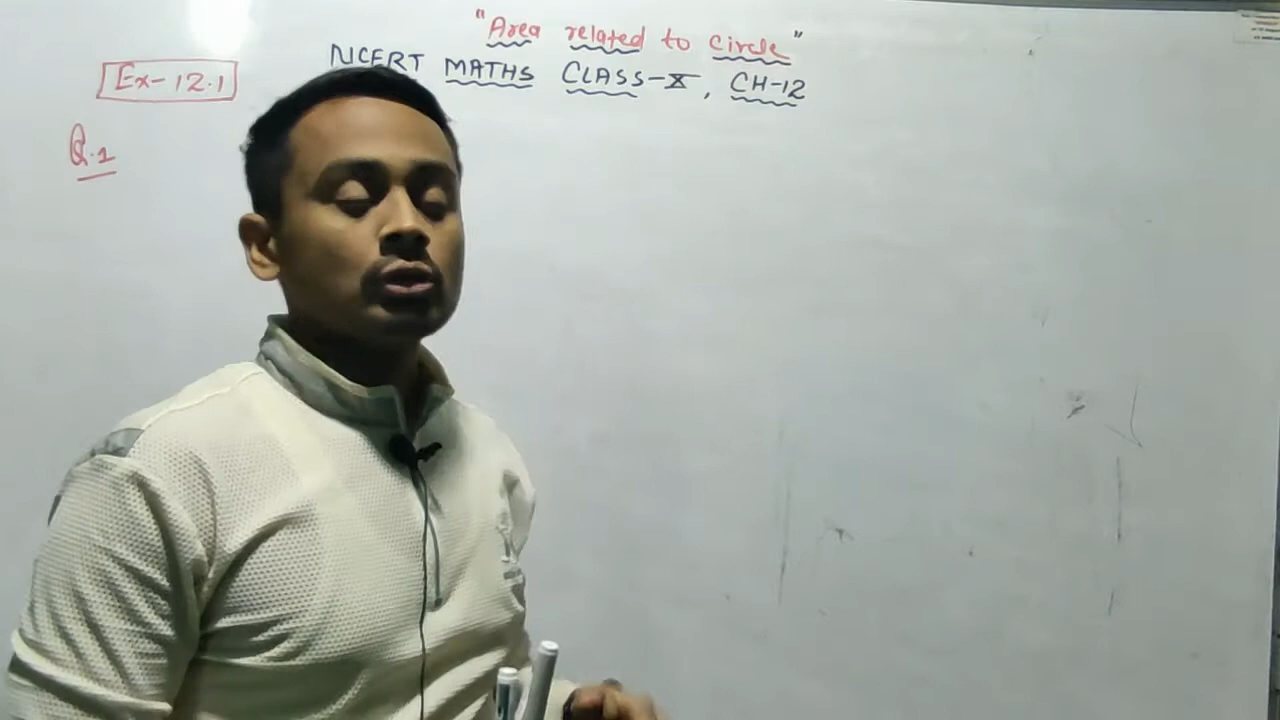 "Area related to circle"
NCERT MATHS CLASS-X, CH-12
Ex-12.1
Q.1